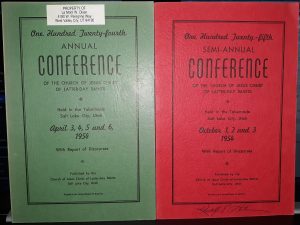 PROPERTY OF
One Hundred Twenty-fourth
ANNUAL
CONFERENCE
OF THE CHURCH OF JESUS CHRIST
OF LATTER-DAY SAINTS
Held in the Tabernacle
Salt Lake City, Utah
April 3, 4, 5 and 6,
1954
With Report of Discourses
Published by the
Church of Jesus Christ of Latter-day Saints
Salt Lake City, Utah
One Hundred Twenty-fifth
SEMI-ANNUAL
CONFERENCE
OF THE CHURCH OF JESUS CHRIST
OF LATTER-DAY SAINTS
Held in the Tabernacle
Salt Lake City, Utah
October 1, 2 and 3
1954
With Report of Discourses
Published by the
Church of Jesus Christ of Latter-day Saints
Salt Lake City, Utah